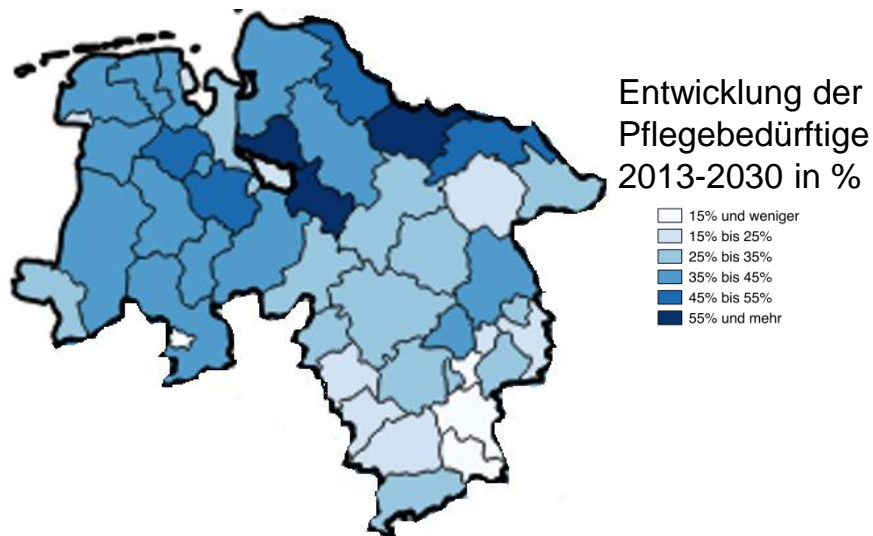 Entwicklung der
Pflegebedürftige
2013-2030 in %
15% und weniger
15% bis 25%
25% bis 35%
35% bis 45%
45% bis 55%
55% und mehr